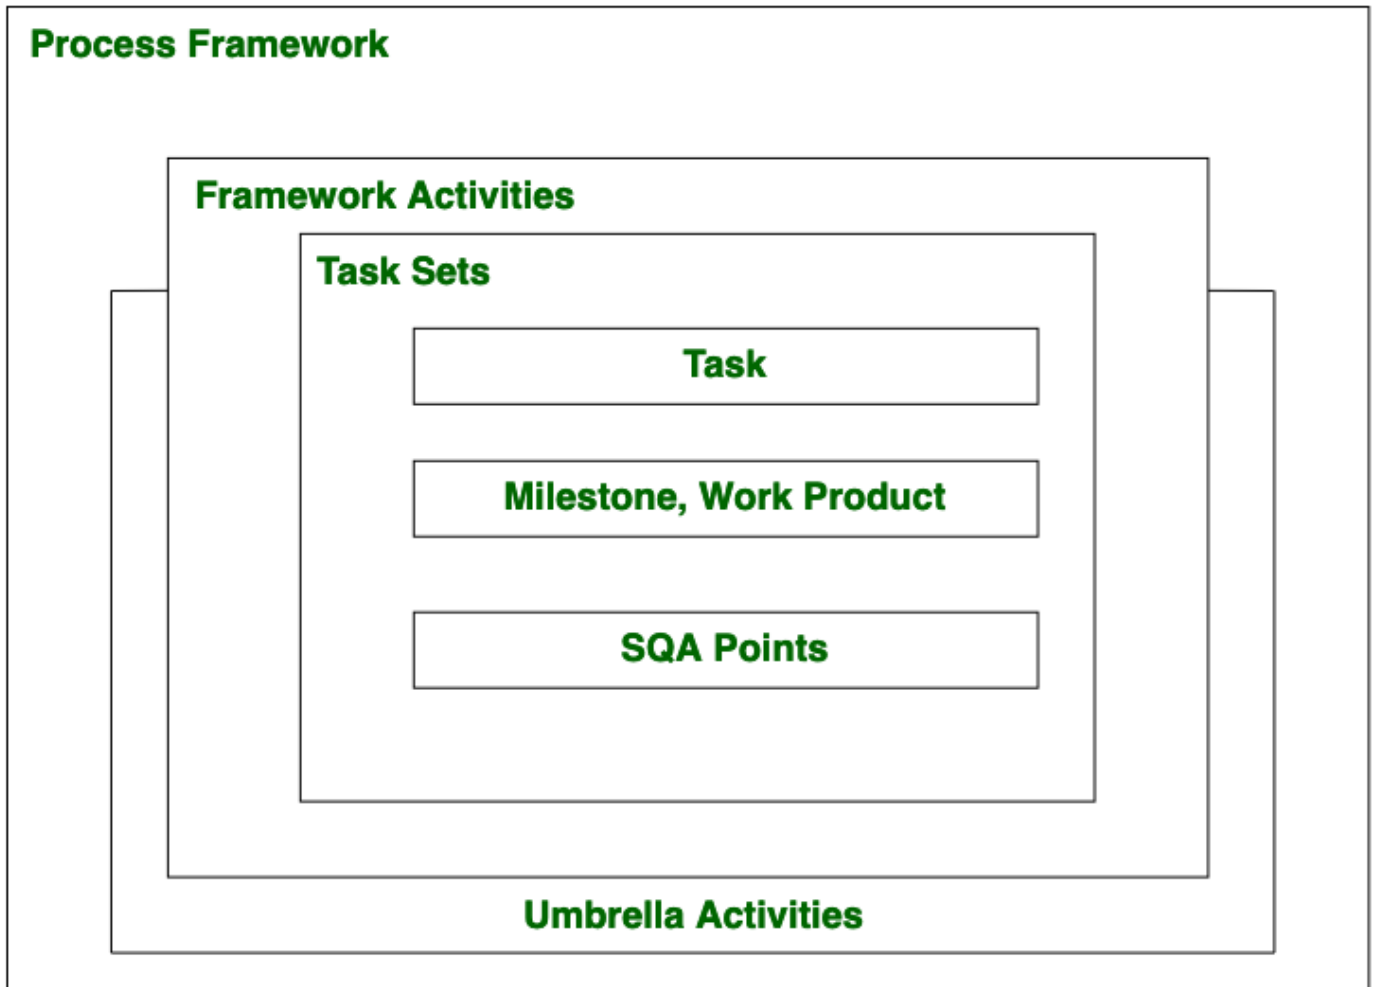 Process Framework
Framework Activities
Task Sets
Task
Milestone, Work Product
SQA Points
Umbrella Activities